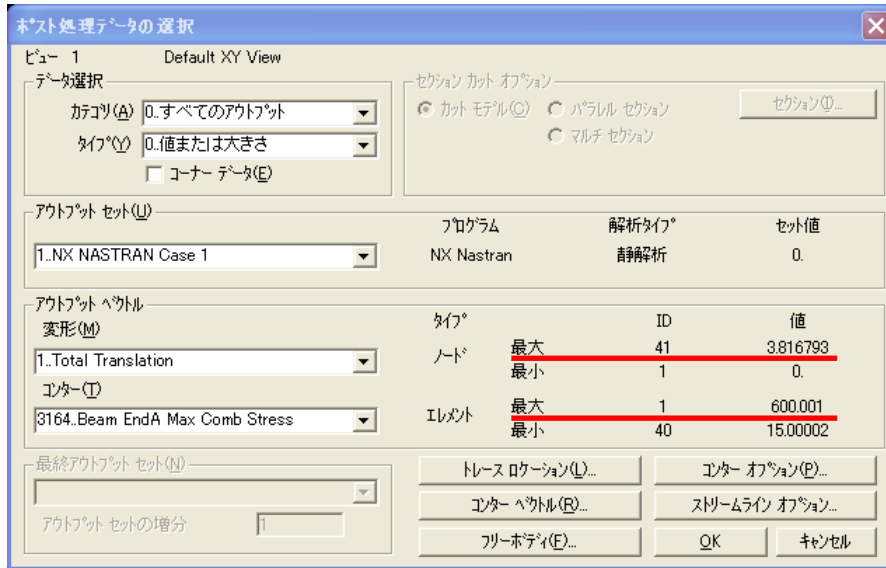 ﾎﾟｽﾄ処理ﾃﾞｰﾀの選択
ﾋﾞｭｰ 1 Default XY View
ﾃﾞｰﾀ選択
ｶﾃｺﾞﾘ(A) 0..すべてのｱｳﾄﾌﾟｯﾄ
ﾀｲﾌﾟ(Y) 0..値または大きさ
ｺｰﾅｰ ﾃﾞｰﾀ(E)
ｾｸｼｮﾝ ｶｯﾄ ｵﾌﾟｼｮﾝ
ｶｯﾄ ﾓﾃﾞﾙ(C) ﾊﾟﾗﾚﾙ ｾｸｼｮﾝ ｾｸｼｮﾝ(I)...
ﾏﾙﾁ ｾｸｼｮﾝ
ｱｳﾄﾌﾟｯﾄ ｾｯﾄ(U)
ﾌﾟﾛｸﾞﾗﾑ 解析ﾀｲﾌﾟ ｾｯﾄ値
1..NX NASTRAN Case 1 NX Nastran 静解析 0.
ｱｳﾄﾌﾟｯﾄ ﾍﾞｸﾄﾙ
変形(M) ﾀｲﾌﾟ ID 値
1..Total Translation
ﾉｰﾄﾞ 最大 41 3.816793
最小 1 0.
ｺﾝﾀｰ(T)
3164..Beam EndA Max Comb Stress
ｴﾚﾒﾝﾄ 最大 1 600.001
最小 40 15.00002
最終ｱｳﾄﾌﾟｯﾄ ｾｯﾄ(N)
ｱｳﾄﾌﾟｯﾄ ｾｯﾄの増分 1
ﾄﾚｰｽ ﾛｹｰｼｮﾝ(L)... ｺﾝﾀｰ ｵﾌﾟｼｮﾝ(P)...
ｺﾝﾀｰ ﾍﾞｸﾄﾙ(R)... ｽﾄﾘｰﾑﾗｲﾝ ｵﾌﾟｼｮﾝ...
ﾌﾘｰﾎﾞﾃﾞｨ(F)... OK ｷｬﾝｾﾙ